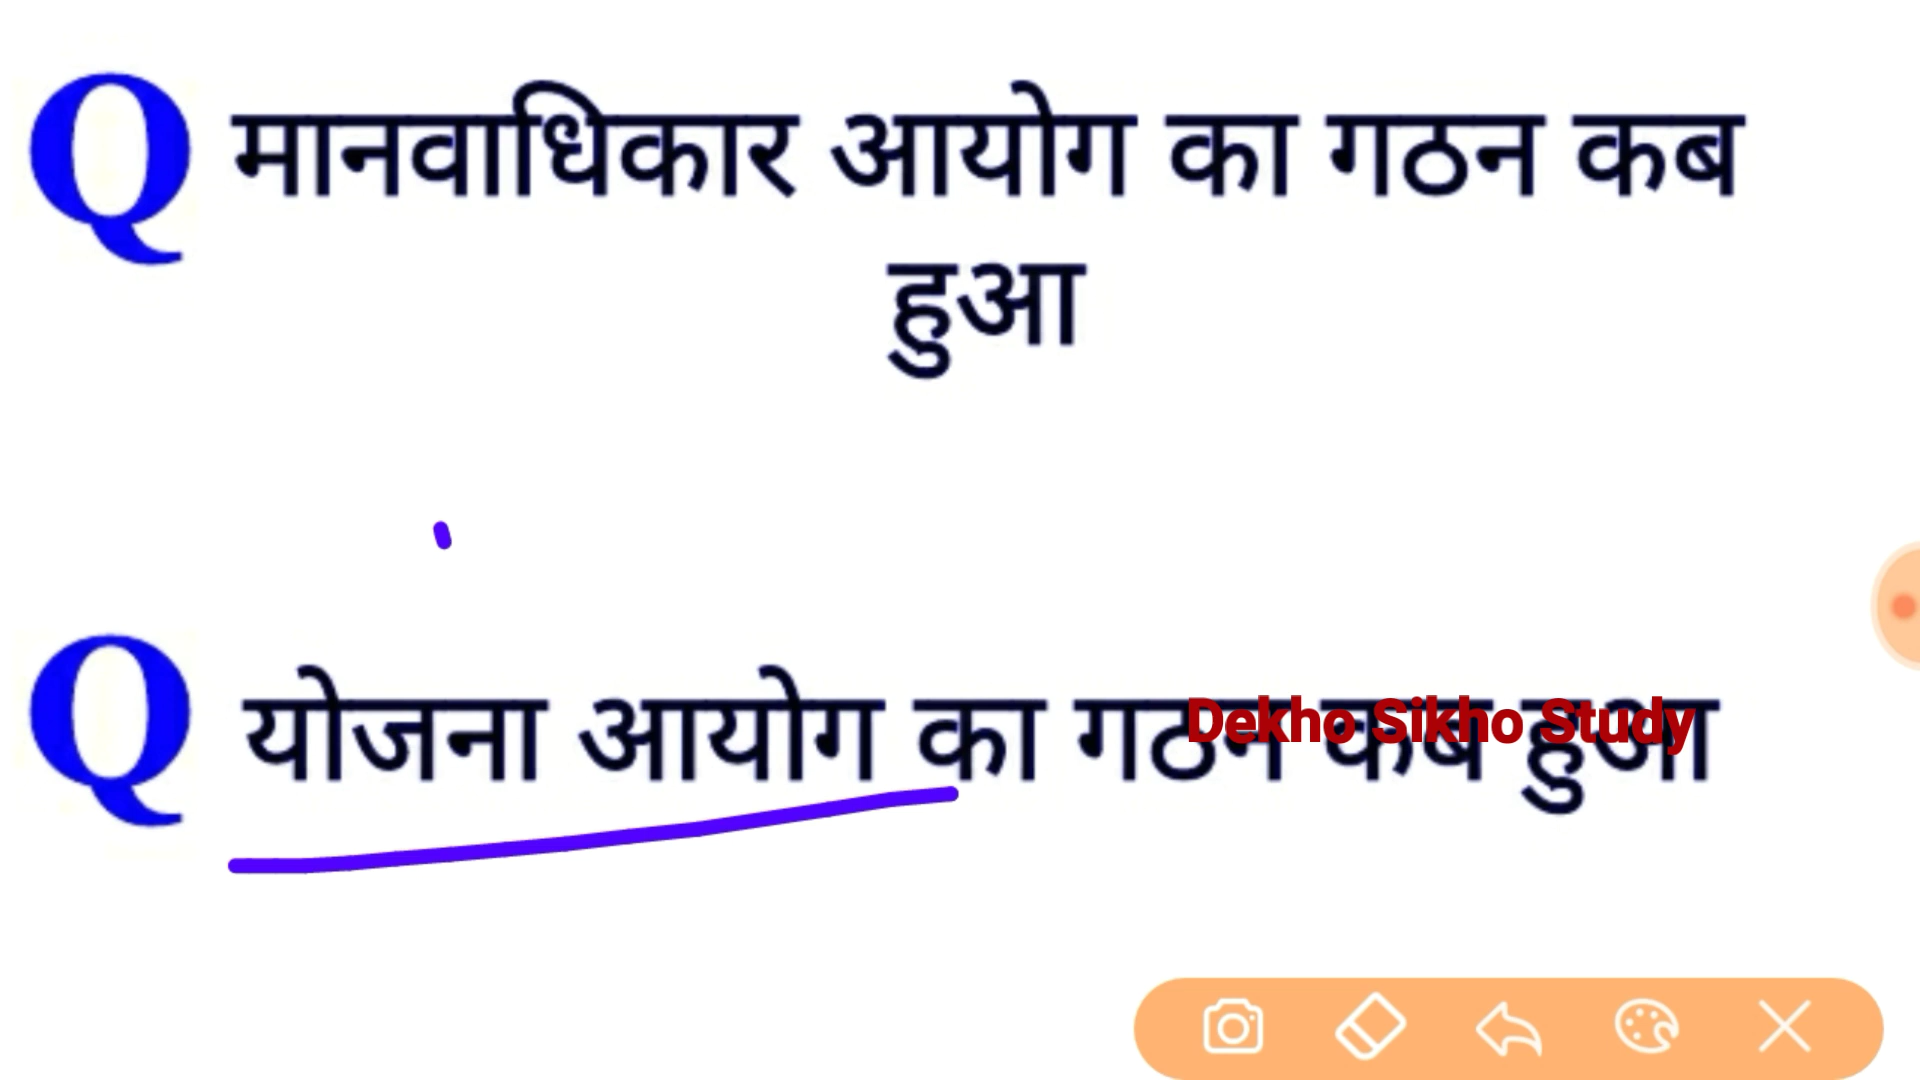 Q मानवाधिकार आयोग का गठन कब
हुआ
Q योजना आयोग का गठन कब हुआ
Dekho Sikho Study